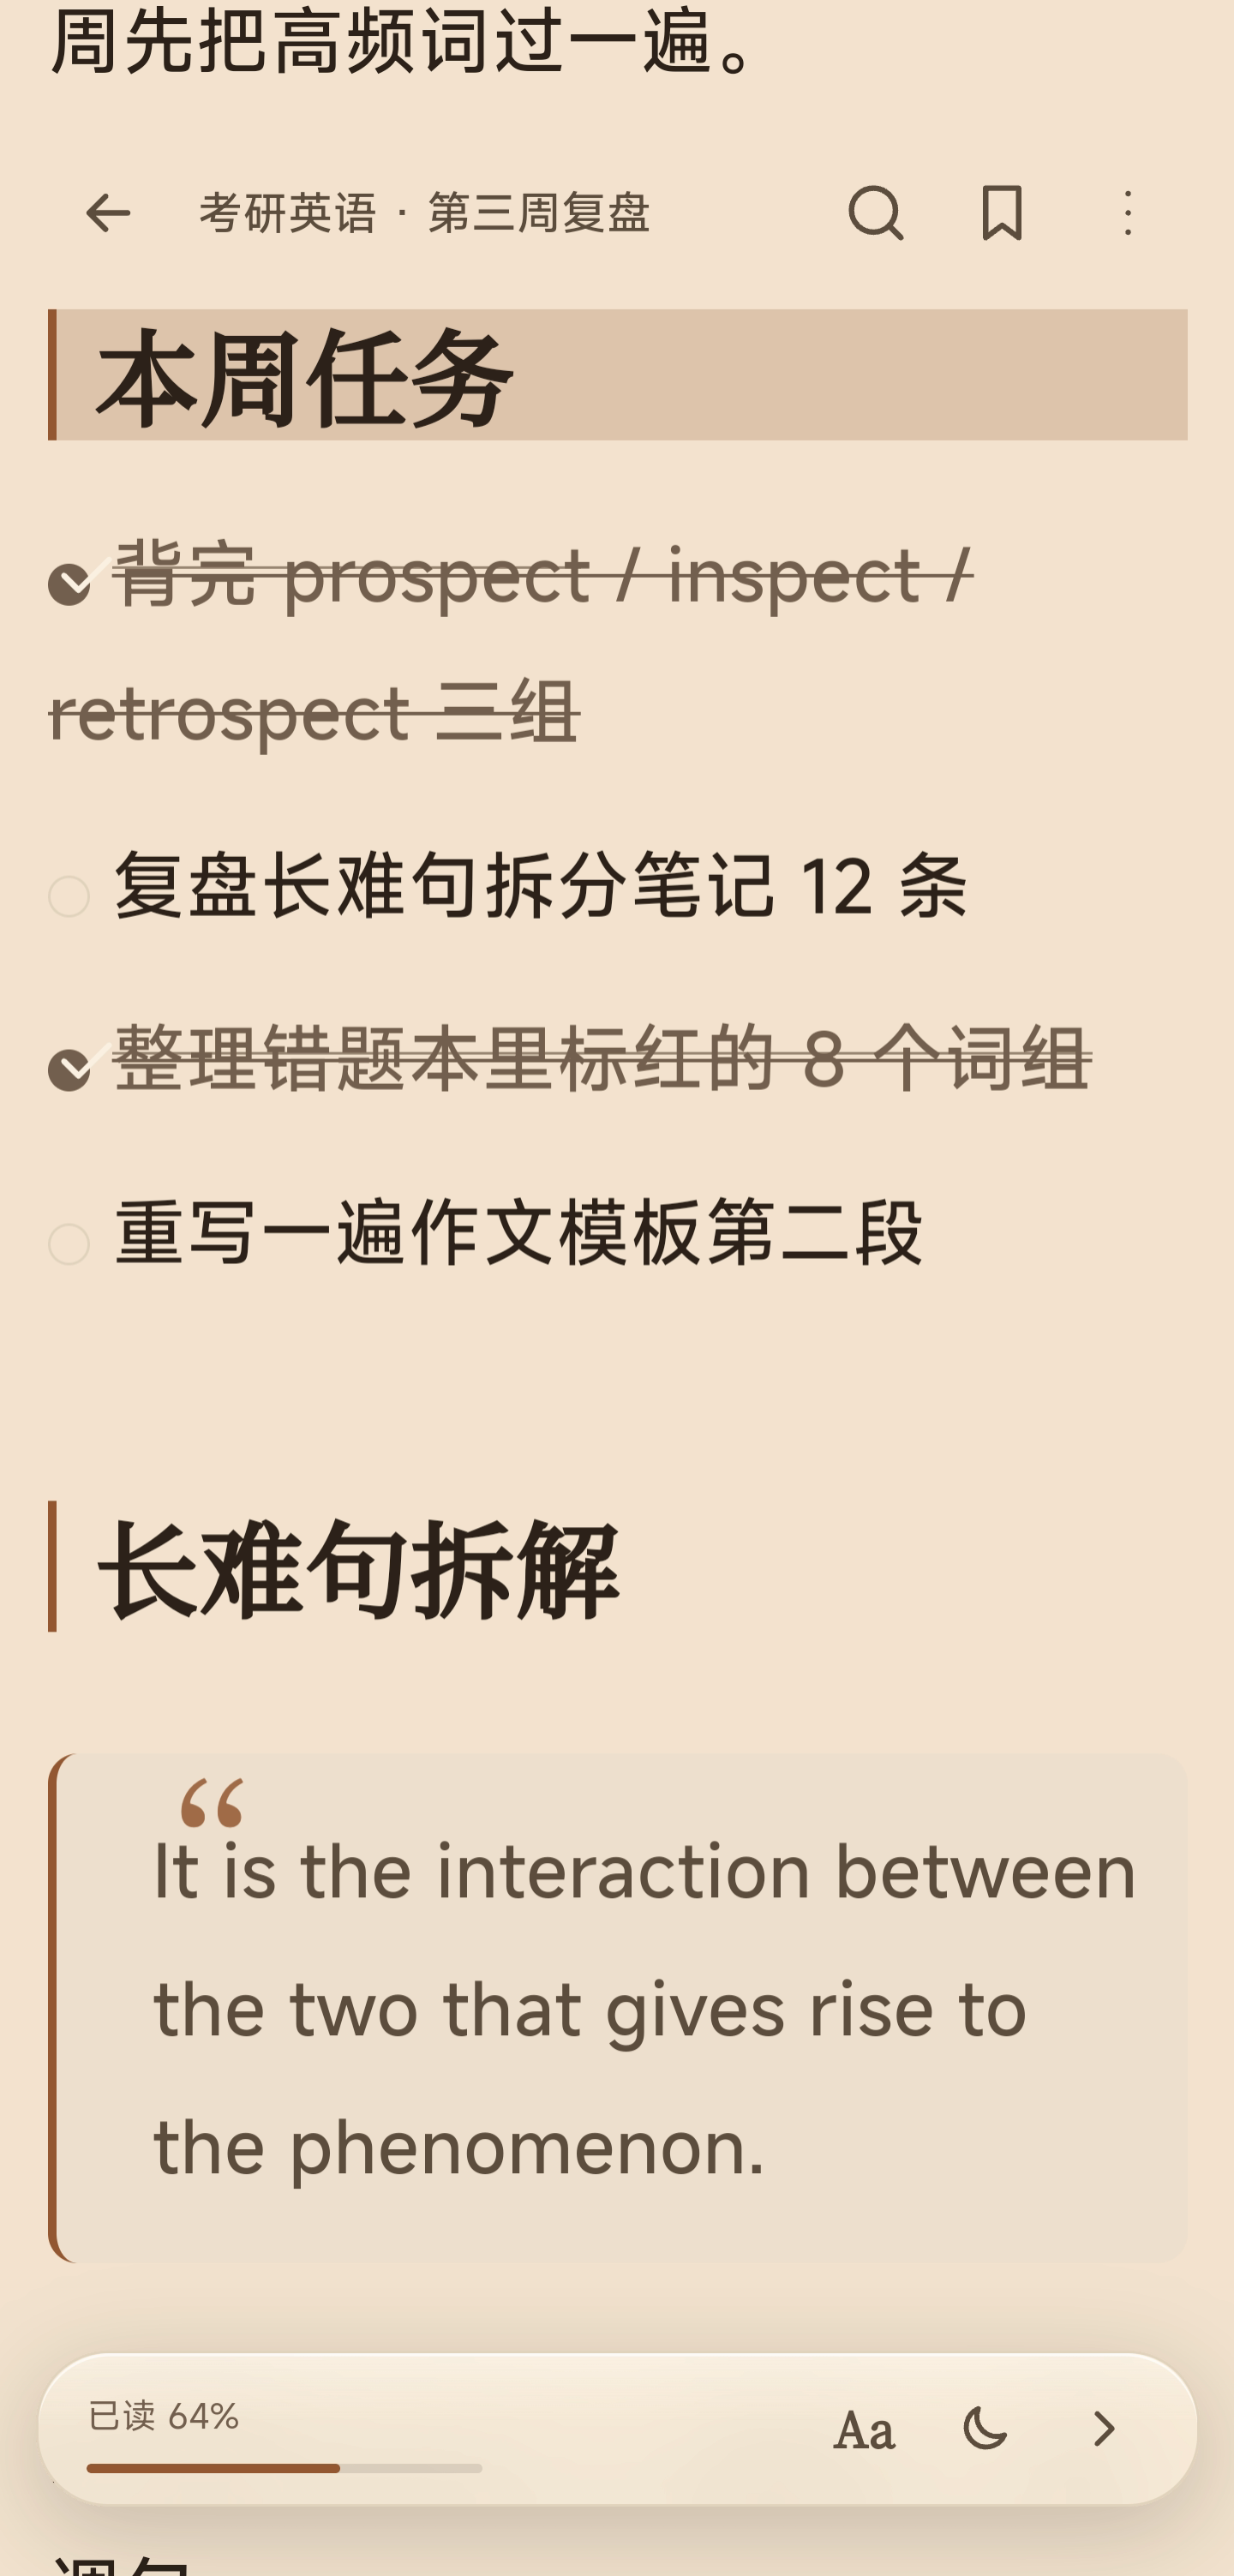 周先把高频词过一遍。
考研英语 · 第三周复盘
本周任务
背完 prospect / inspect /
retrospect 三组
复盘长难句拆分笔记 12 条
整理错题本里标红的 8 个词组
重写一遍作文模板第二段
长难句拆解
“
It is the interaction between
the two that gives rise to
the phenomenon.
已读 64%
Aa